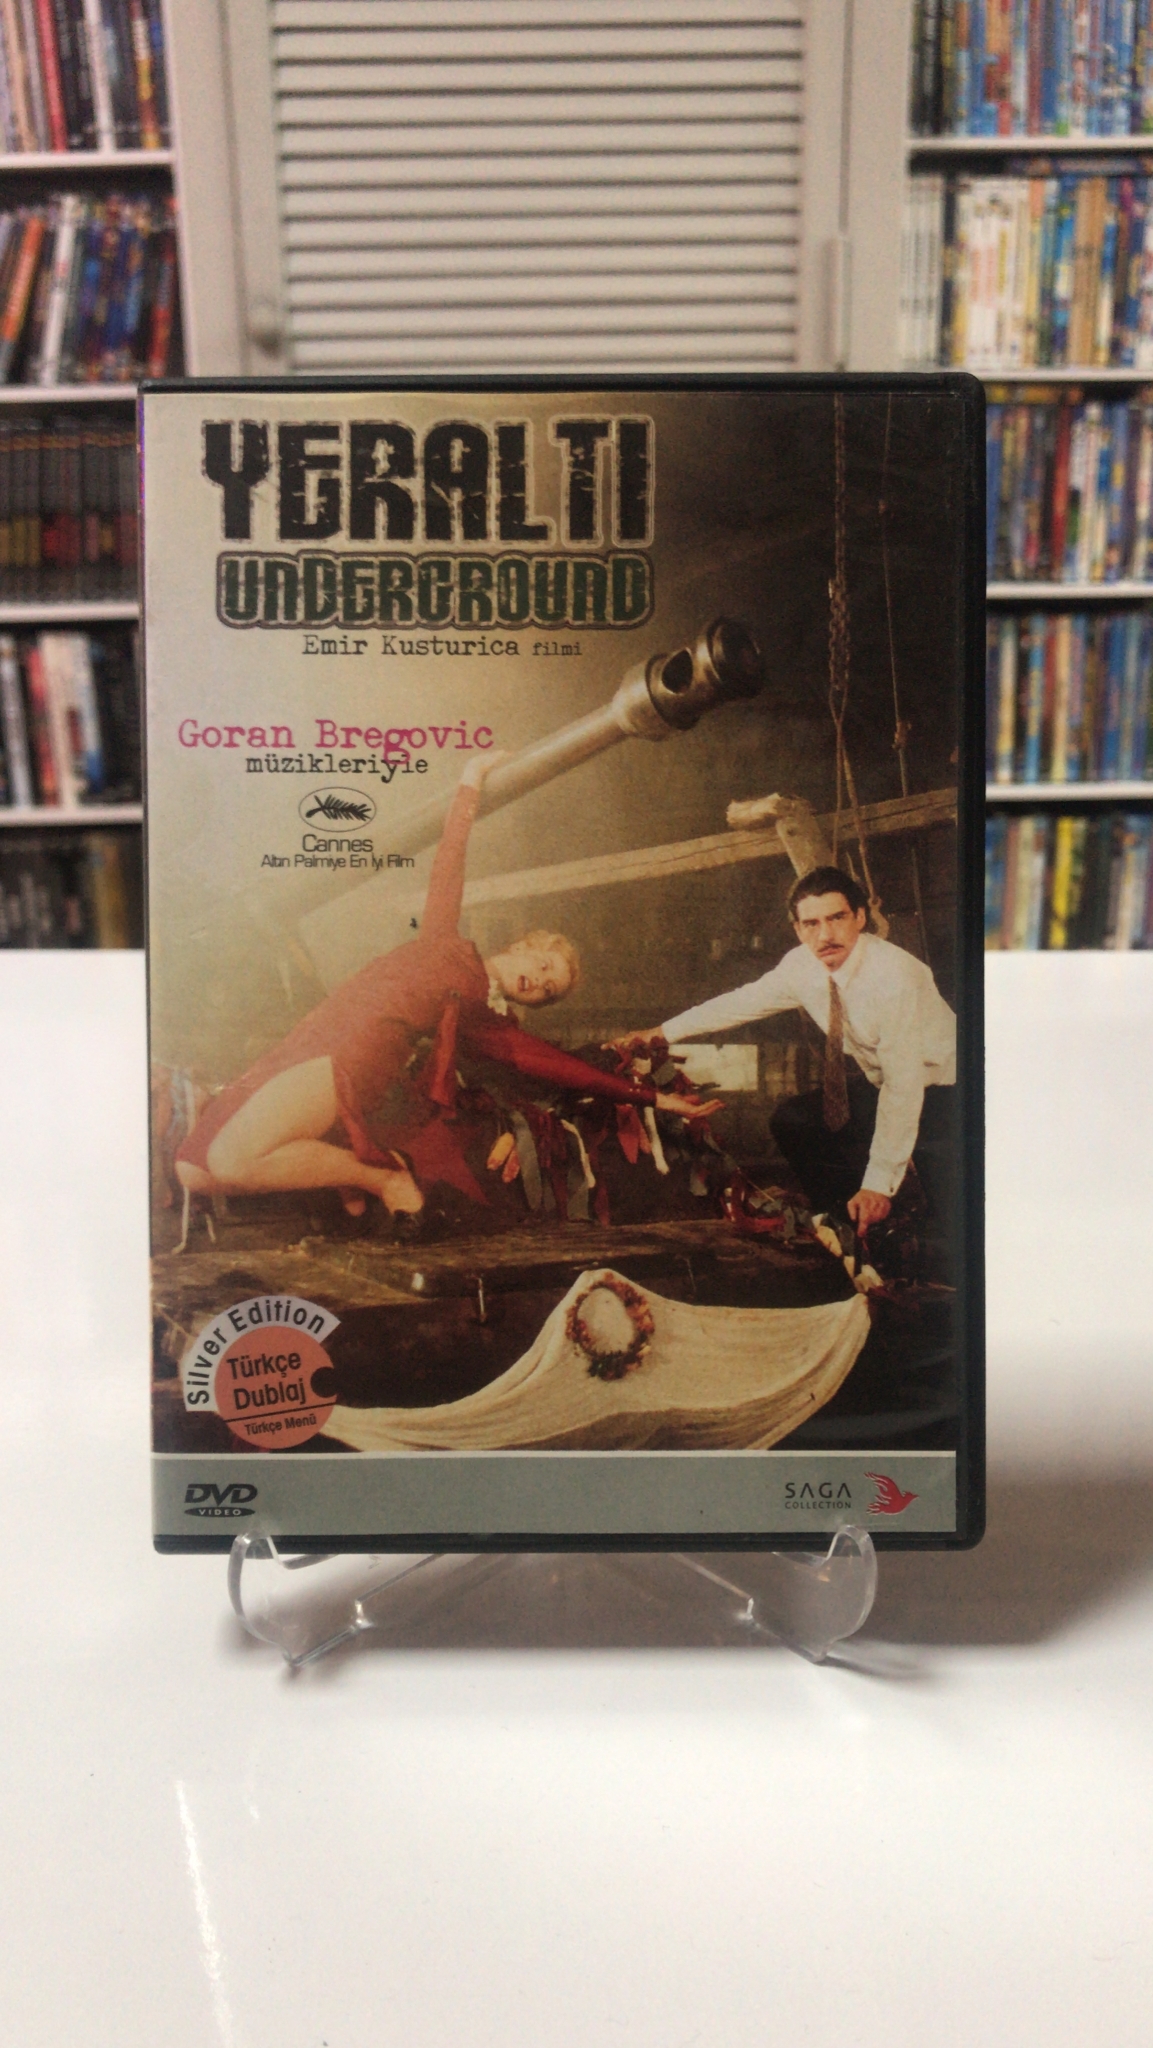 YERALTI
UNDERGROUND
Emir Kusturica filmi
Goran Bregovic
müzikleriyle
Cannes
Altın Palmiye En İyi Film
Silver Edition
Türkçe
Dublaj
Türkçe Menü
DVD
VIDEO
SAGA
COLLECTION